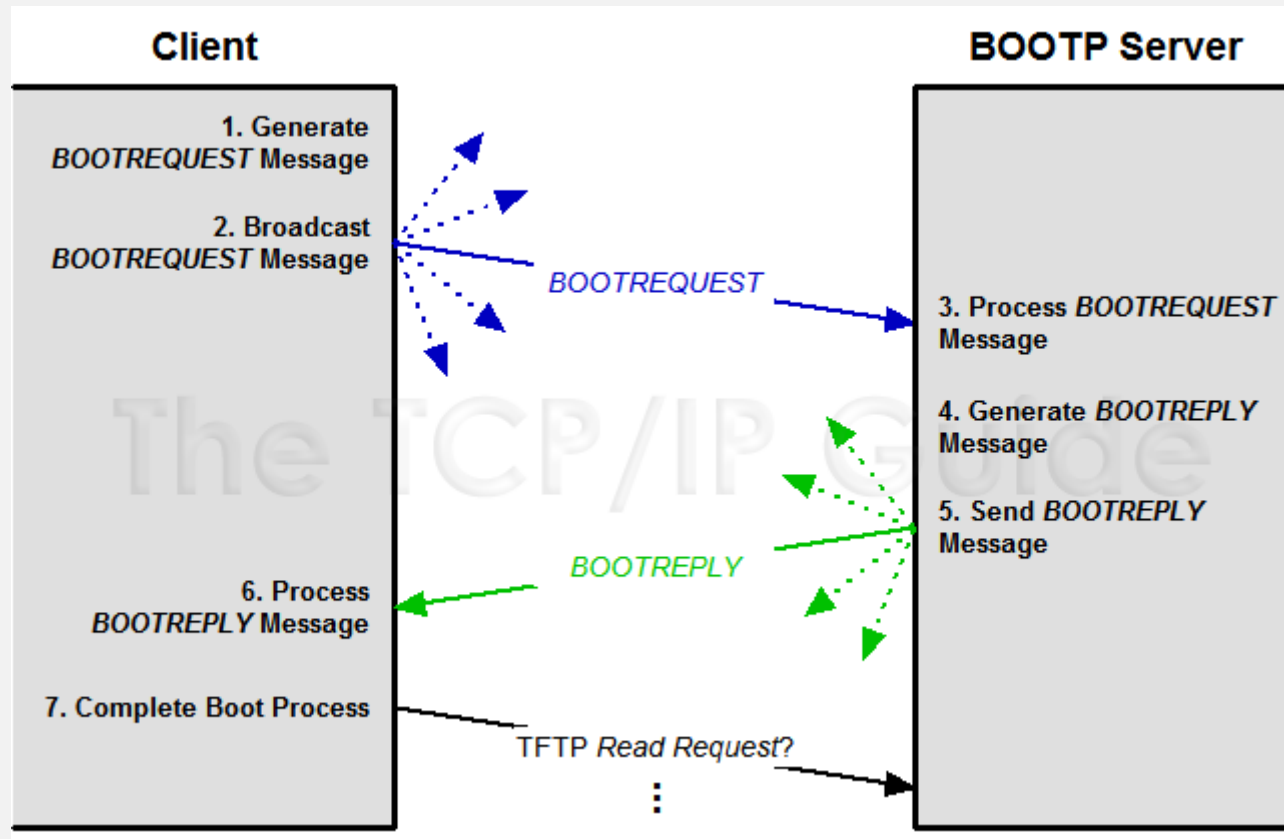 Client
BOOTP Server
1. Generate
BOOTREQUEST Message
2. Broadcast
BOOTREQUEST Message
BOOTREQUEST
3. Process BOOTREQUEST
Message
The TCP/IP Guide
4. Generate BOOTREPLY
Message
5. Send BOOTREPLY
Message
BOOTREPLY
6. Process
BOOTREPLY Message
7. Complete Boot Process
TFTP Read Request?
⋮